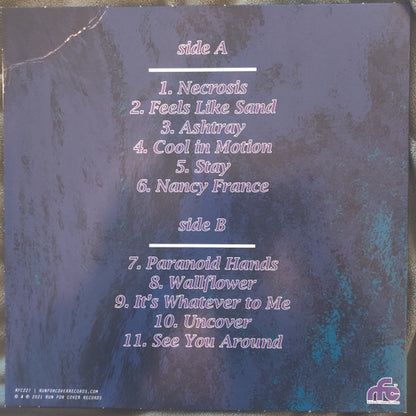 side A
1. Necrosis
2. Feels Like Sand
3. Ashtray
4. Cool in Motion
5. Stay
6. Nancy France
side B
7. Paranoid Hands
8. Wallflower
9. It's Whatever to Me
10. Uncover
11. See You Around
RFC227 | RUNFORCOVERRECORDS.COM
℗ & © 2021 RUN FOR COVER RECORDS
rfc